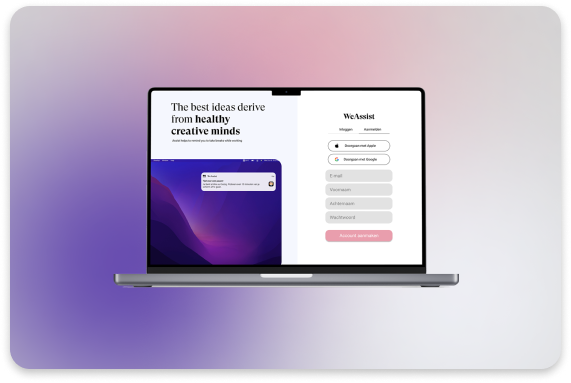 The best ideas derive
from healthy
creative minds
WeAssist
Inloggen Aanmelden
Doorgaan met Apple
Doorgaan met Google
E-mail
Voornaam
Achternaam
Wachtwoord
Account aanmaken